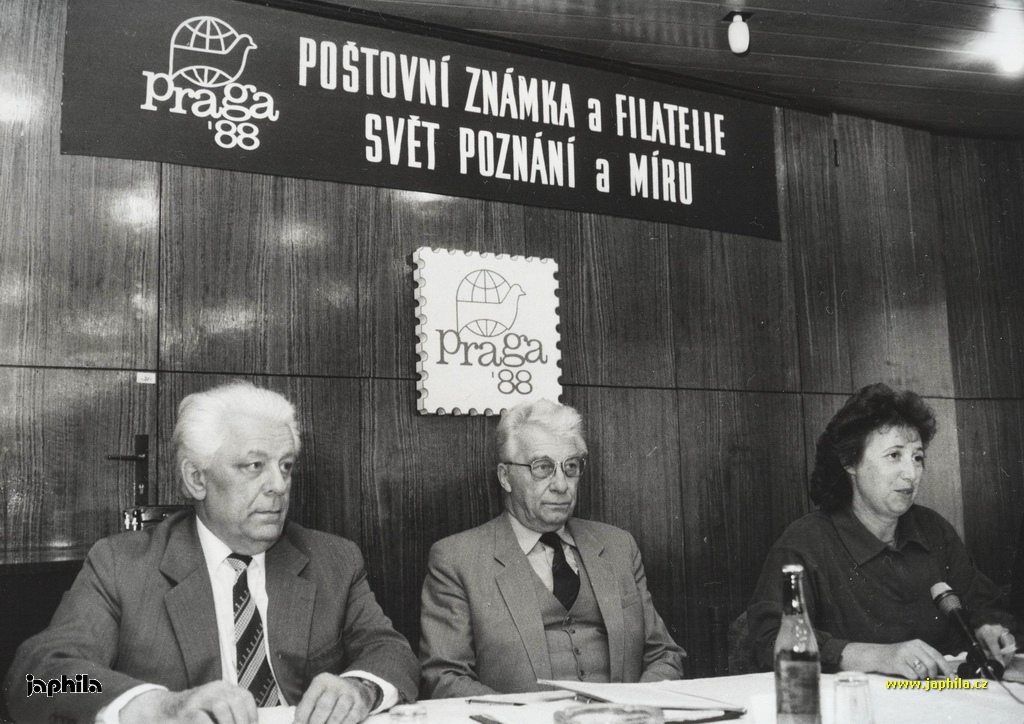 praga
'88
POŠTOVNÍ ZNÁMKA a FILATELIE
SVĚT POZNÁNÍ a MÍRU
praga
'88
japhila
www.japhila.cz